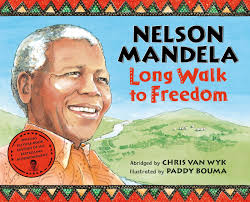 NELSON
MANDELA
Long Walk
to Freedom
Abridged by CHRIS VAN WYK
Illustrated by PADDY BOUMA